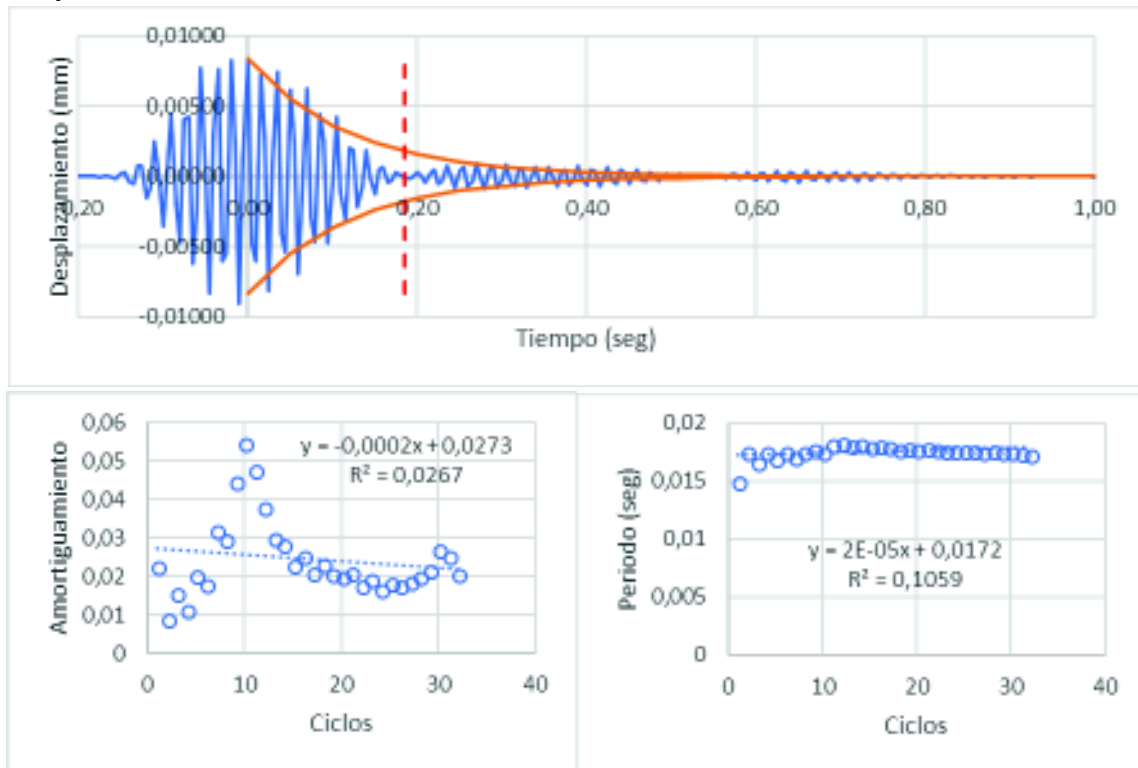 0,01000
0,00500
0,00000
-0,00500
-0,01000
Desplazamiento (mm)
0,20 0,00 0,20 0,40 0,60 0,80 1,00
Tiempo (seg)
0,06
0,05
0,04
0,03
0,02
0,01
0
Amortiguamiento
y = -0,0002x + 0,0273
R² = 0,0267
0 10 20 30 40
Ciclos
0,02
0,015
0,01
0,005
0
Periodo (seg)
y = 2E-05x + 0,0172
R² = 0,1059
0 10 20 30 40
Ciclos